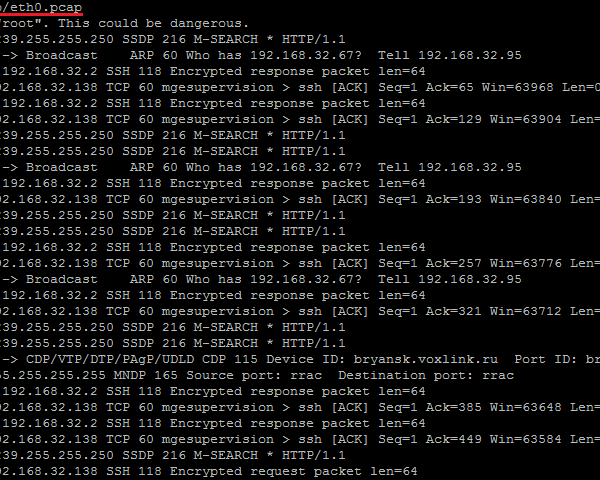 /eth0.pcap
"root". This could be dangerous.
239.255.255.250 SSDP 216 M-SEARCH * HTTP/1.1
-> Broadcast    ARP 60 Who has 192.168.32.67?  Tell 192.168.32.95
192.168.32.2 SSH 118 Encrypted response packet len=64
92.168.32.138 TCP 60 mgesupervision > ssh [ACK] Seq=1 Ack=65 Win=63968 Len=0
192.168.32.2 SSH 118 Encrypted response packet len=64
92.168.32.138 TCP 60 mgesupervision > ssh [ACK] Seq=1 Ack=129 Win=63904 Len=
239.255.255.250 SSDP 216 M-SEARCH * HTTP/1.1
239.255.255.250 SSDP 216 M-SEARCH * HTTP/1.1
-> Broadcast    ARP 60 Who has 192.168.32.67?  Tell 192.168.32.95
192.168.32.2 SSH 118 Encrypted response packet len=64
92.168.32.138 TCP 60 mgesupervision > ssh [ACK] Seq=1 Ack=193 Win=63840 Len=
239.255.255.250 SSDP 216 M-SEARCH * HTTP/1.1
239.255.255.250 SSDP 216 M-SEARCH * HTTP/1.1
192.168.32.2 SSH 118 Encrypted response packet len=64
92.168.32.138 TCP 60 mgesupervision > ssh [ACK] Seq=1 Ack=257 Win=63776 Len=
-> Broadcast    ARP 60 Who has 192.168.32.67?  Tell 192.168.32.95
192.168.32.2 SSH 118 Encrypted response packet len=64
92.168.32.138 TCP 60 mgesupervision > ssh [ACK] Seq=1 Ack=321 Win=63712 Len=
239.255.255.250 SSDP 216 M-SEARCH * HTTP/1.1
239.255.255.250 SSDP 216 M-SEARCH * HTTP/1.1
-> CDP/VTP/DTP/PAgP/UDLD CDP 115 Device ID: bryansk.voxlink.ru  Port ID: br
55.255.255.255 MNDP 165 Source port: rrac  Destination port: rrac
192.168.32.2 SSH 118 Encrypted response packet len=64
92.168.32.138 TCP 60 mgesupervision > ssh [ACK] Seq=1 Ack=385 Win=63648 Len=
192.168.32.2 SSH 118 Encrypted response packet len=64
92.168.32.138 TCP 60 mgesupervision > ssh [ACK] Seq=1 Ack=449 Win=63584 Len=
239.255.255.250 SSDP 216 M-SEARCH * HTTP/1.1
92.168.32.138 SSH 118 Encrypted request packet len=64